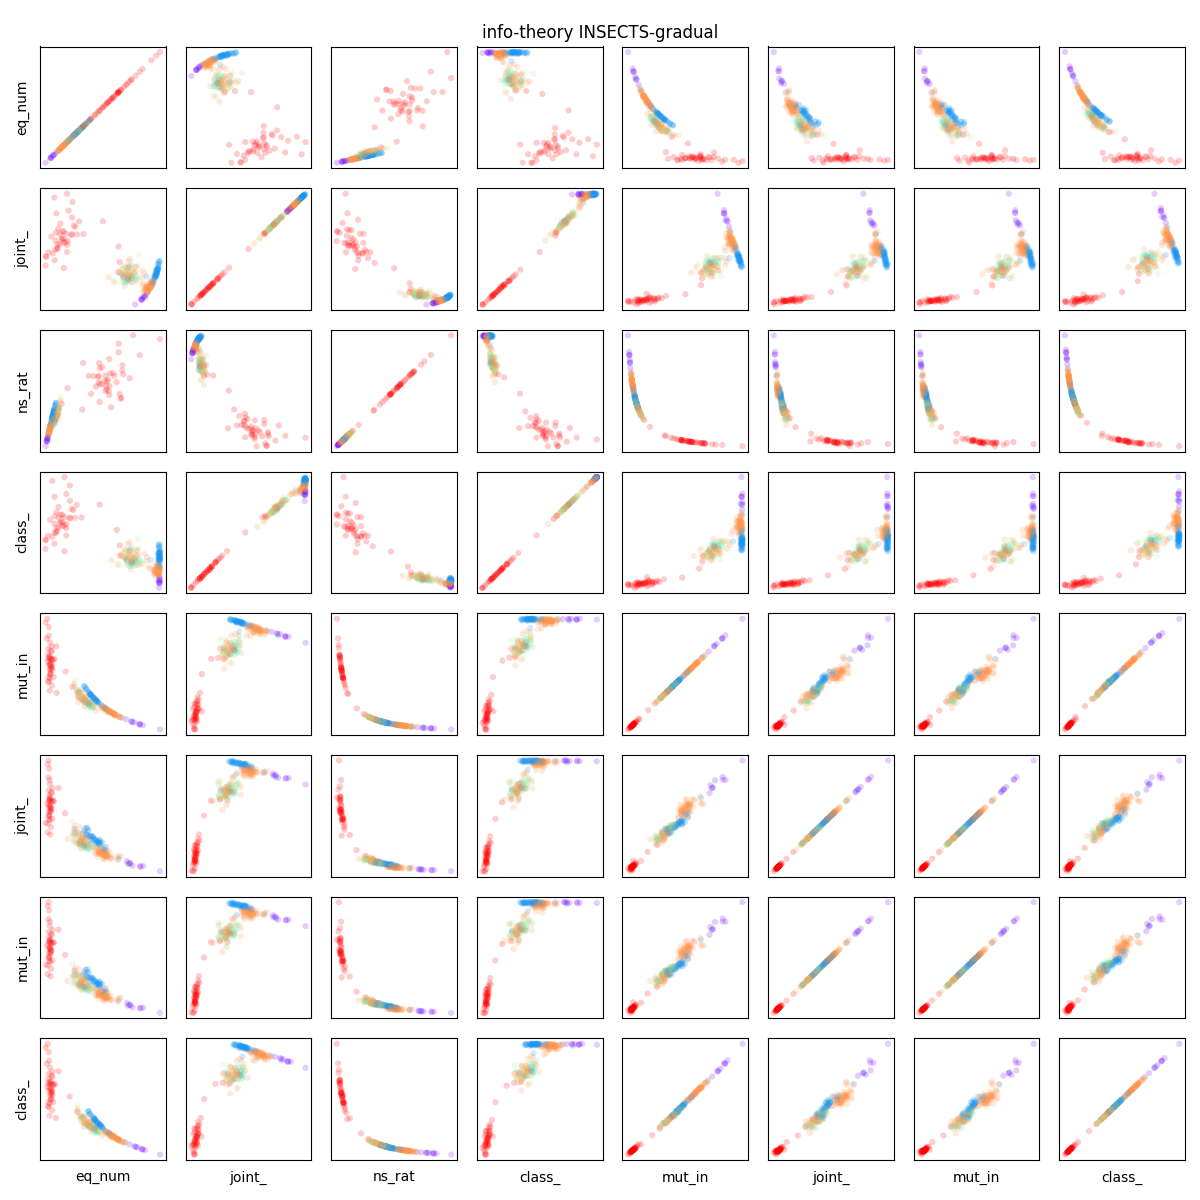 info-theory INSECTS-gradual
eq_num
joint_
ns_rat
class_
mut_in
joint_
mut_in
class_
eq_num joint_ ns_rat class_ mut_in joint_ mut_in class_